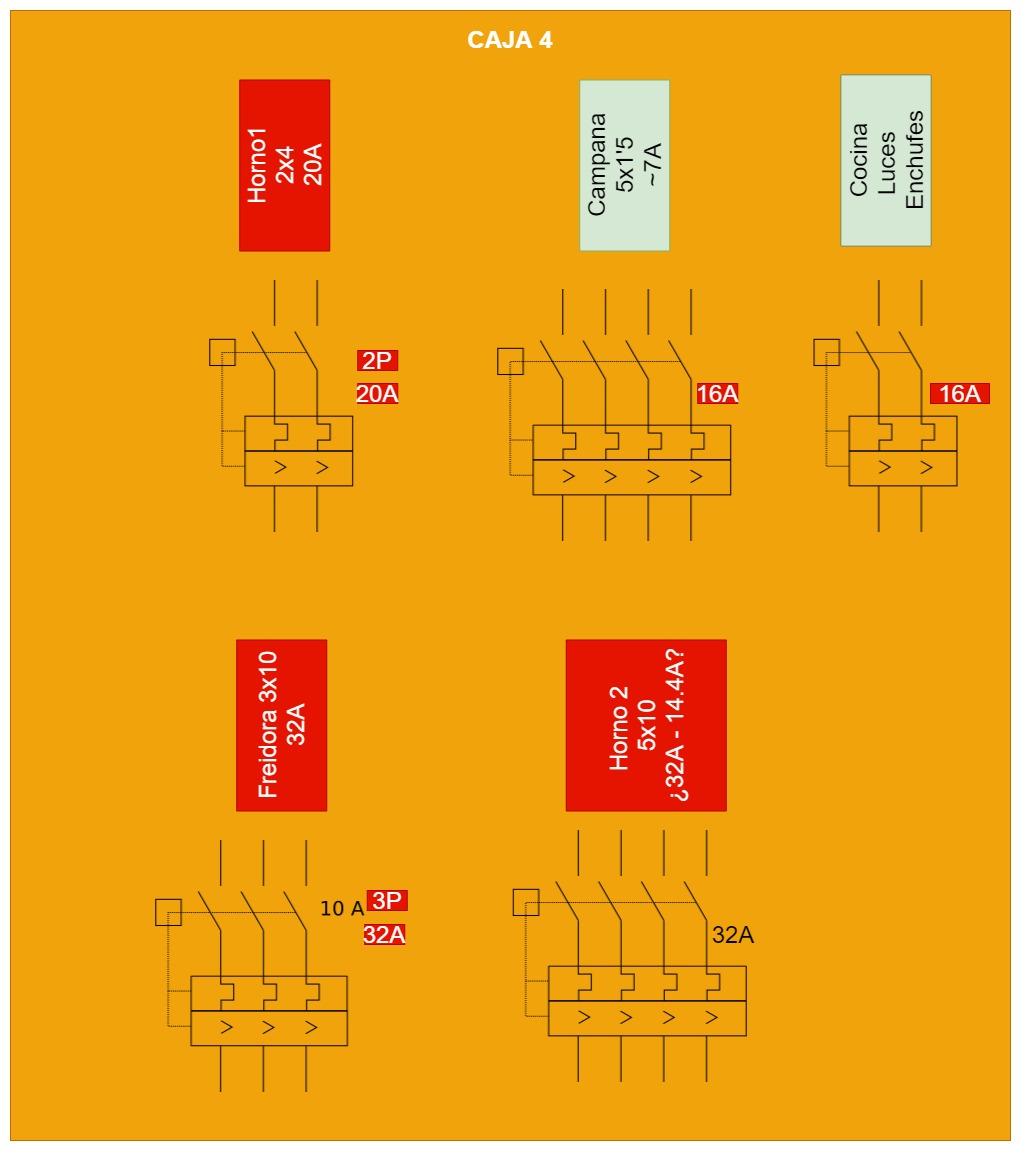 CAJA 4
Horno1
2x4
20A
Campana
5x1'5
~7A
Cocina
Luces
Enchufes
2P
20A
16A
16A
Freidora 3x10
32A
Horno 2
5x10
¿32A - 14.4A?
10 A
3P
32A
32A